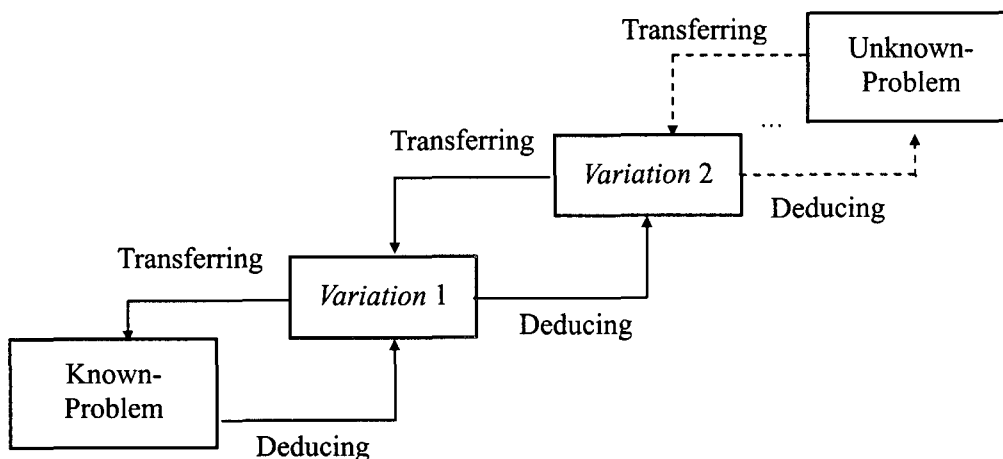 Transferring
Unknown-
Problem
...
Transferring
Variation 2
Deducing
Transferring
Variation 1
Deducing
Known-
Problem
Deducing